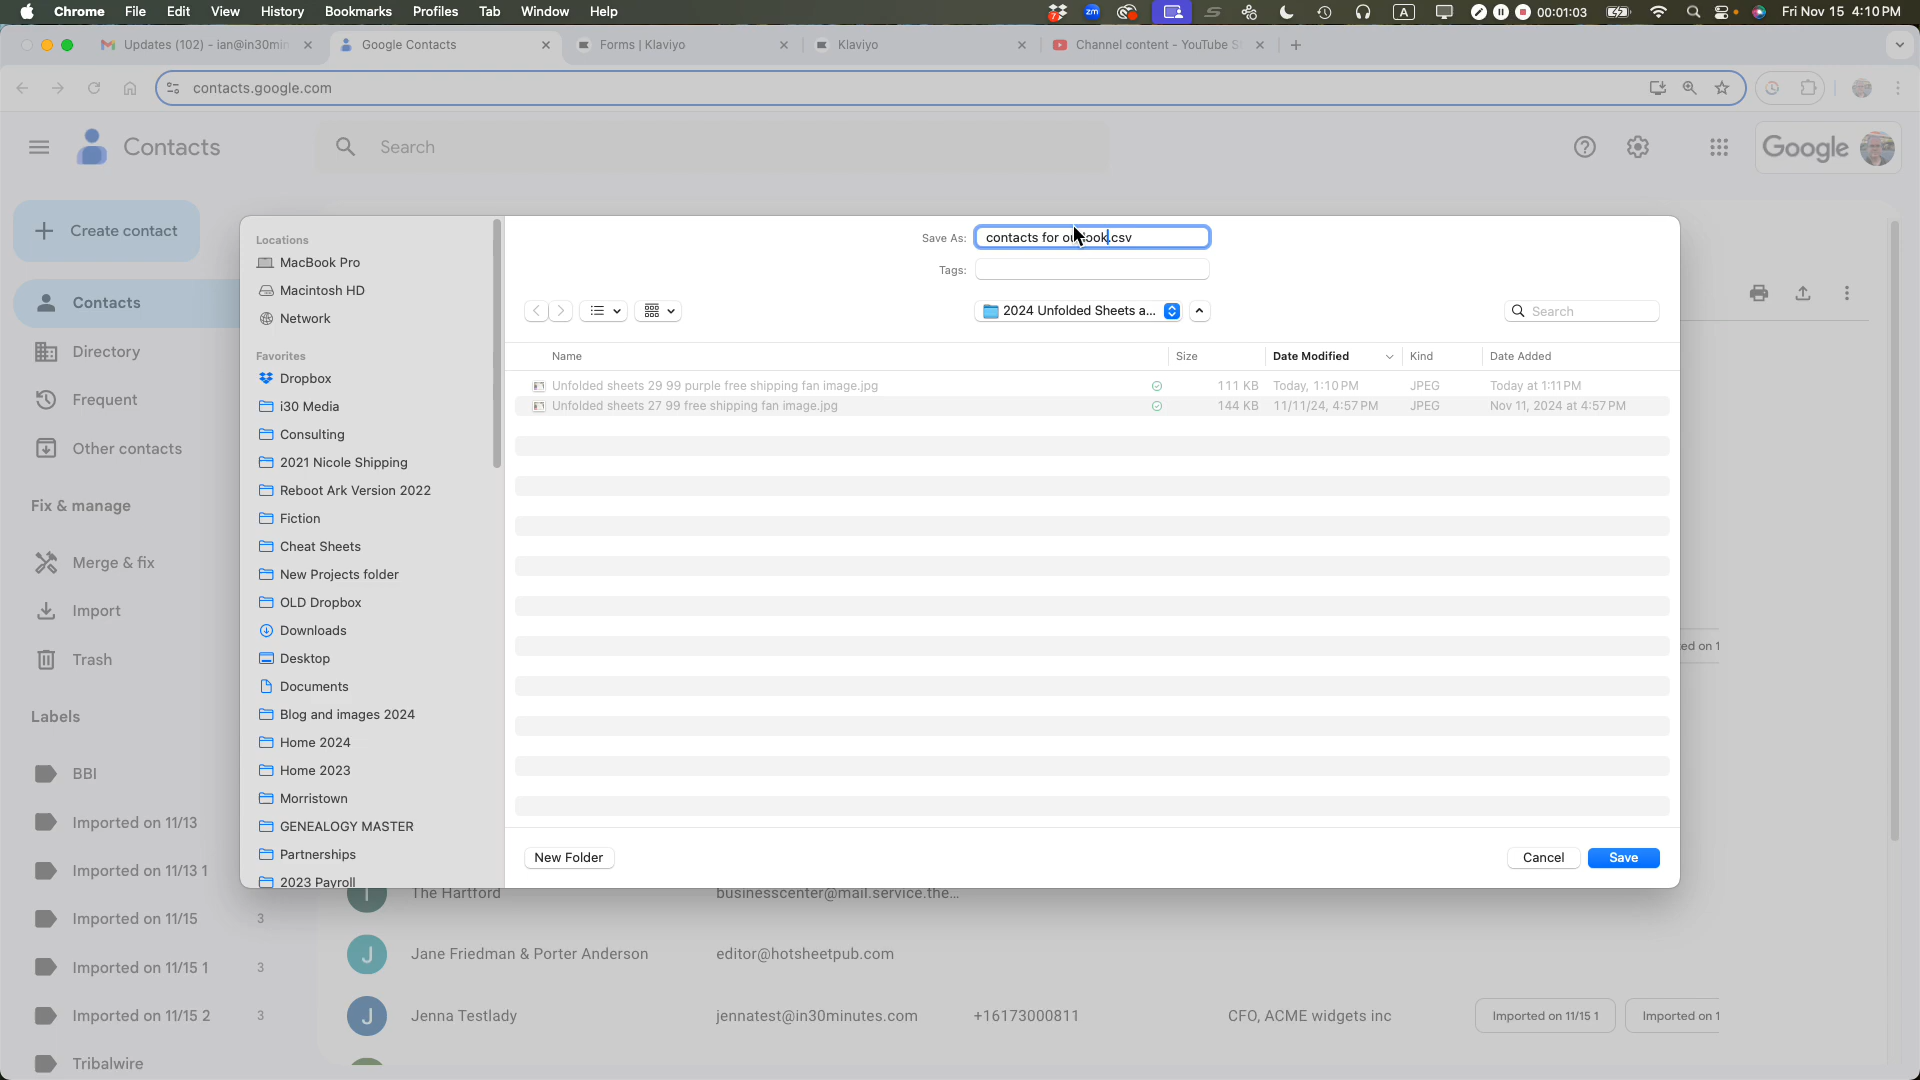 Chrome File Edit View History Bookmarks Profiles Tab Window Help
7 zm A 00:01:03 Fri Nov 15 4:10 PM
Updates (102) - ian@in30min
Google Contacts
Forms | Klaviyo
Klaviyo
Channel content - YouTube S
contacts.google.com
Contacts
Search
Google
Create contact
Contacts
Directory
Frequent
Other contacts
Fix & manage
Merge & fix
Import
Trash
Labels
BBI
Imported on 11/13
Imported on 11/13 1
Imported on 11/15 3
Imported on 11/15 1 3
Imported on 11/15 2 3
Tribalwire
Locations
MacBook Pro
Macintosh HD
Network
Favorites
Dropbox
i30 Media
Consulting
2021 Nicole Shipping
Reboot Ark Version 2022
Fiction
Cheat Sheets
New Projects folder
OLD Dropbox
Downloads
Desktop
Documents
Blog and images 2024
Home 2024
Home 2023
Morristown
GENEALOGY MASTER
Partnerships
2023 Payroll
Save As: contacts for outlook.csv
Tags:
2024 Unfolded Sheets a...
Search
Name Size Date Modified Kind Date Added
Unfolded sheets 29 99 purple free shipping fan image.jpg 111 KB Today, 1:10 PM JPEG Today at 1:11 PM
Unfolded sheets 27 99 free shipping fan image.jpg 144 KB 11/11/24, 4:57 PM JPEG Nov 11, 2024 at 4:57 PM
New Folder
Cancel
Save
ed on 1
The Hartford businesscenter@mail.service.the...
J Jane Friedman & Porter Anderson editor@hotsheetpub.com
J Jenna Testlady jennatest@in30minutes.com +16173000811 CFO, ACME widgets inc Imported on 11/15 1 Imported on 1